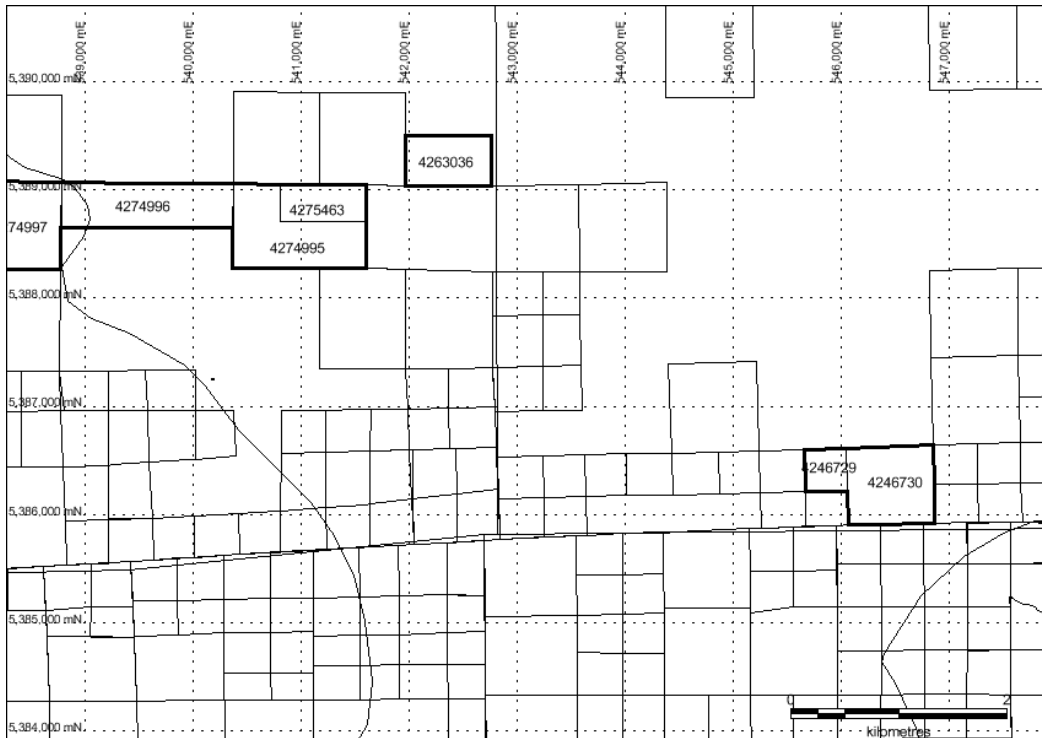 539,000 mE
540,000 mE
541,000 mE
542,000 mE
543,000 mE
544,000 mE
545,000 mE
546,000 mE
547,000 mE
5,390,000 mN
4263036
5,389,000 mN
4274996
4275463
74997
4274995
5,388,000 mN
5,387,000 mN
4246729
4246730
5,386,000 mN
5,385,000 mN
0
2
5,384,000 mN
kilometres